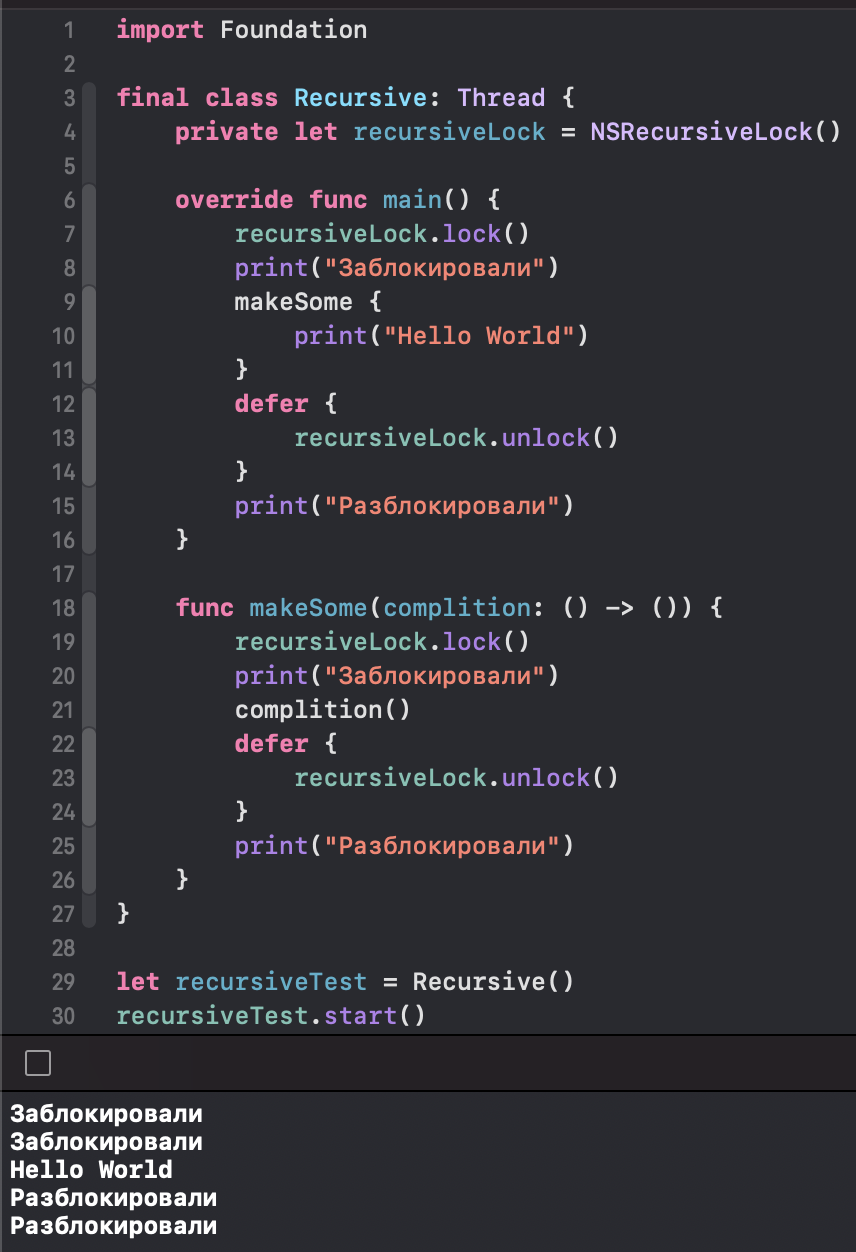 1 import Foundation
2
3 final class Recursive: Thread {
4 private let recursiveLock = NSRecursiveLock()
5
6 override func main() {
7 recursiveLock.lock()
8 print("Заблокировали")
9 makeSome {
10 print("Hello World")
11 }
12 defer {
13 recursiveLock.unlock()
14 }
15 print("Разблокировали")
16 }
17
18 func makeSome(complition: () -> ()) {
19 recursiveLock.lock()
20 print("Заблокировали")
21 complition()
22 defer {
23 recursiveLock.unlock()
24 }
25 print("Разблокировали")
26 }
27 }
28
29 let recursiveTest = Recursive()
30 recursiveTest.start()
Заблокировали
Заблокировали
Hello World
Разблокировали
Разблокировали